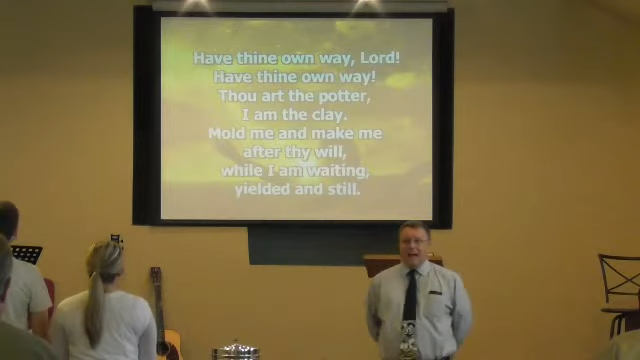 Have thine own way, Lord!
Have thine own way!
Thou art the potter,
I am the clay.
Mold me and make me
after thy will,
while I am waiting,
yielded and still.